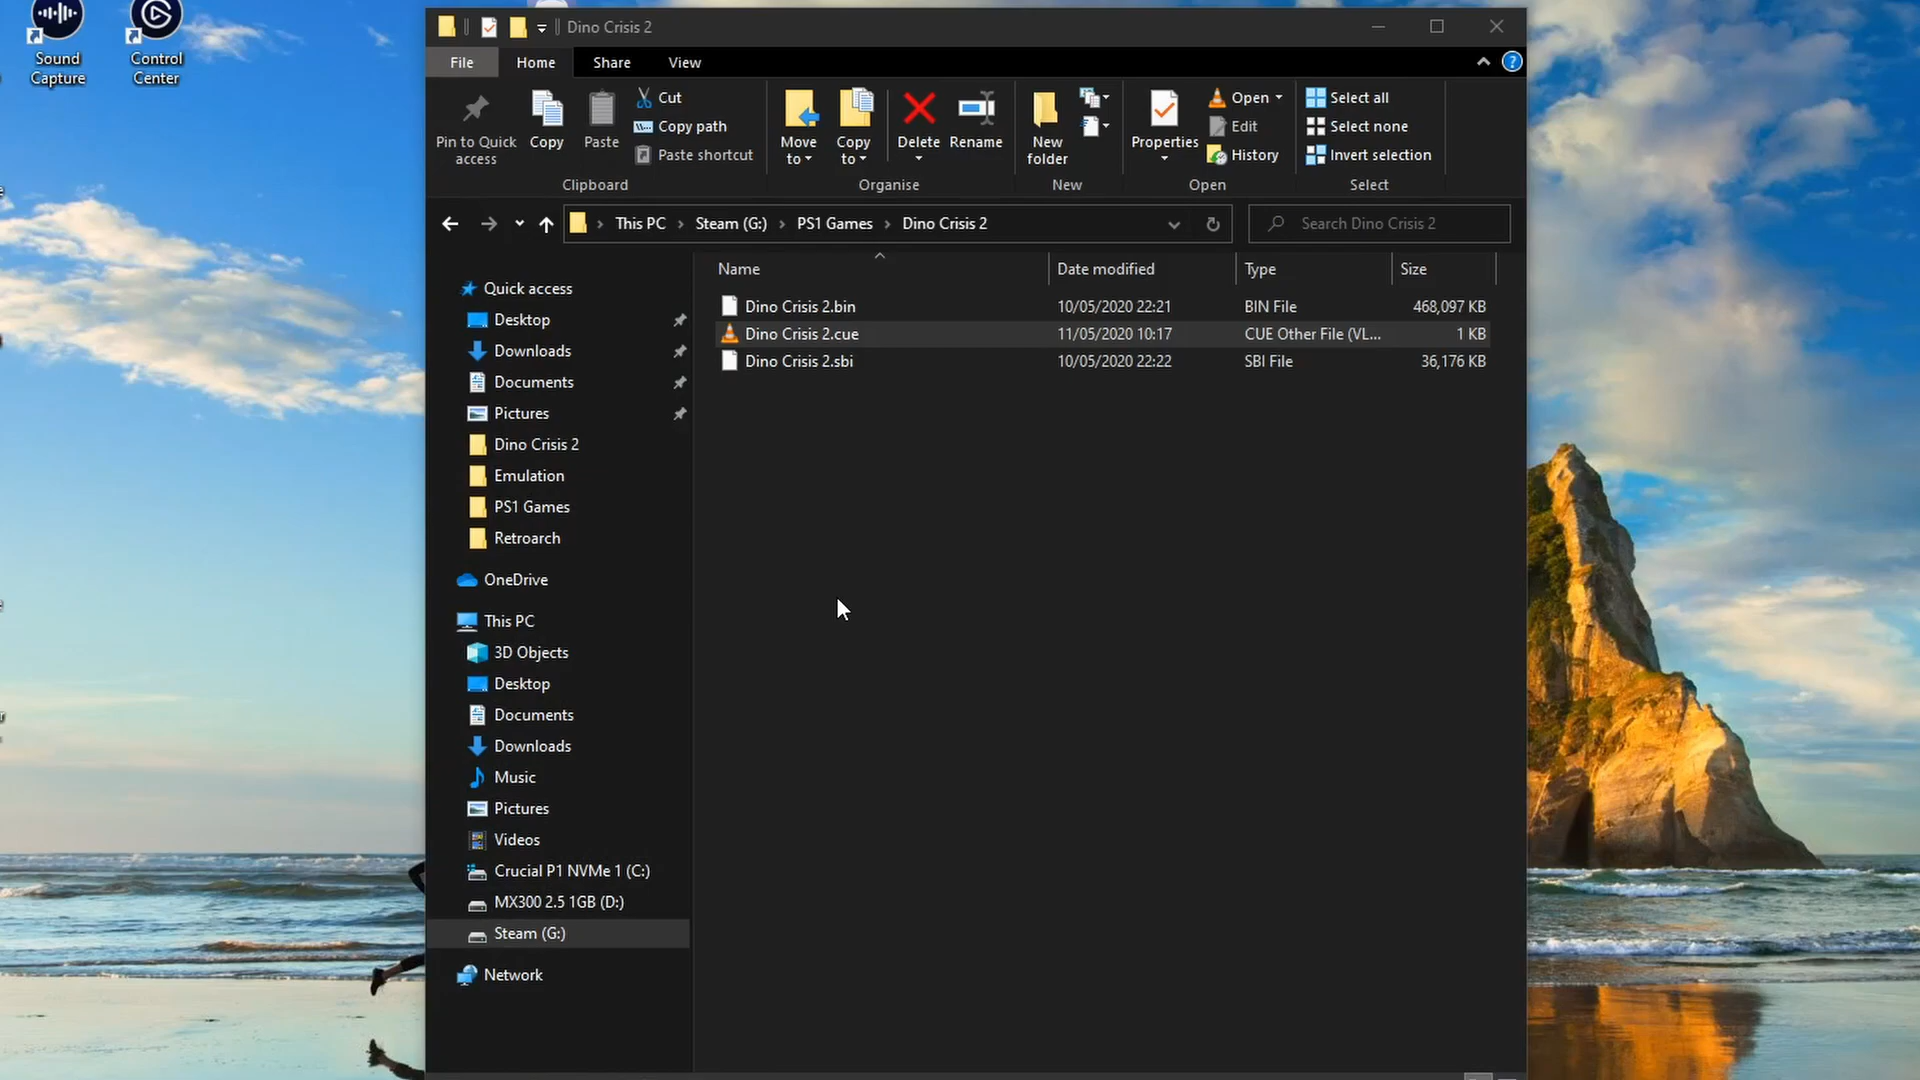 Sound Capture
Control Center
Dino Crisis 2
File Home Share View
Pin to Quick access
Copy
Paste
Cut
Copy path
Paste shortcut
Move to
Copy to
Delete
Rename
New folder
Properties
Open
Edit
History
Select all
Select none
Invert selection
Clipboard Organise New Open Select
This PC Steam (G:) PS1 Games Dino Crisis 2
Search Dino Crisis 2
Name Date modified Type Size
Dino Crisis 2.bin 10/05/2020 22:21 BIN File 468,097 KB
Dino Crisis 2.cue 11/05/2020 10:17 CUE Other File (VL... 1 KB
Dino Crisis 2.sbi 10/05/2020 22:22 SBI File 36,176 KB
Quick access
Desktop
Downloads
Documents
Pictures
Dino Crisis 2
Emulation
PS1 Games
Retroarch
OneDrive
This PC
3D Objects
Desktop
Documents
Downloads
Music
Pictures
Videos
Crucial P1 NVMe 1 (C:)
MX300 2.5 1GB (D:)
Steam (G:)
Network